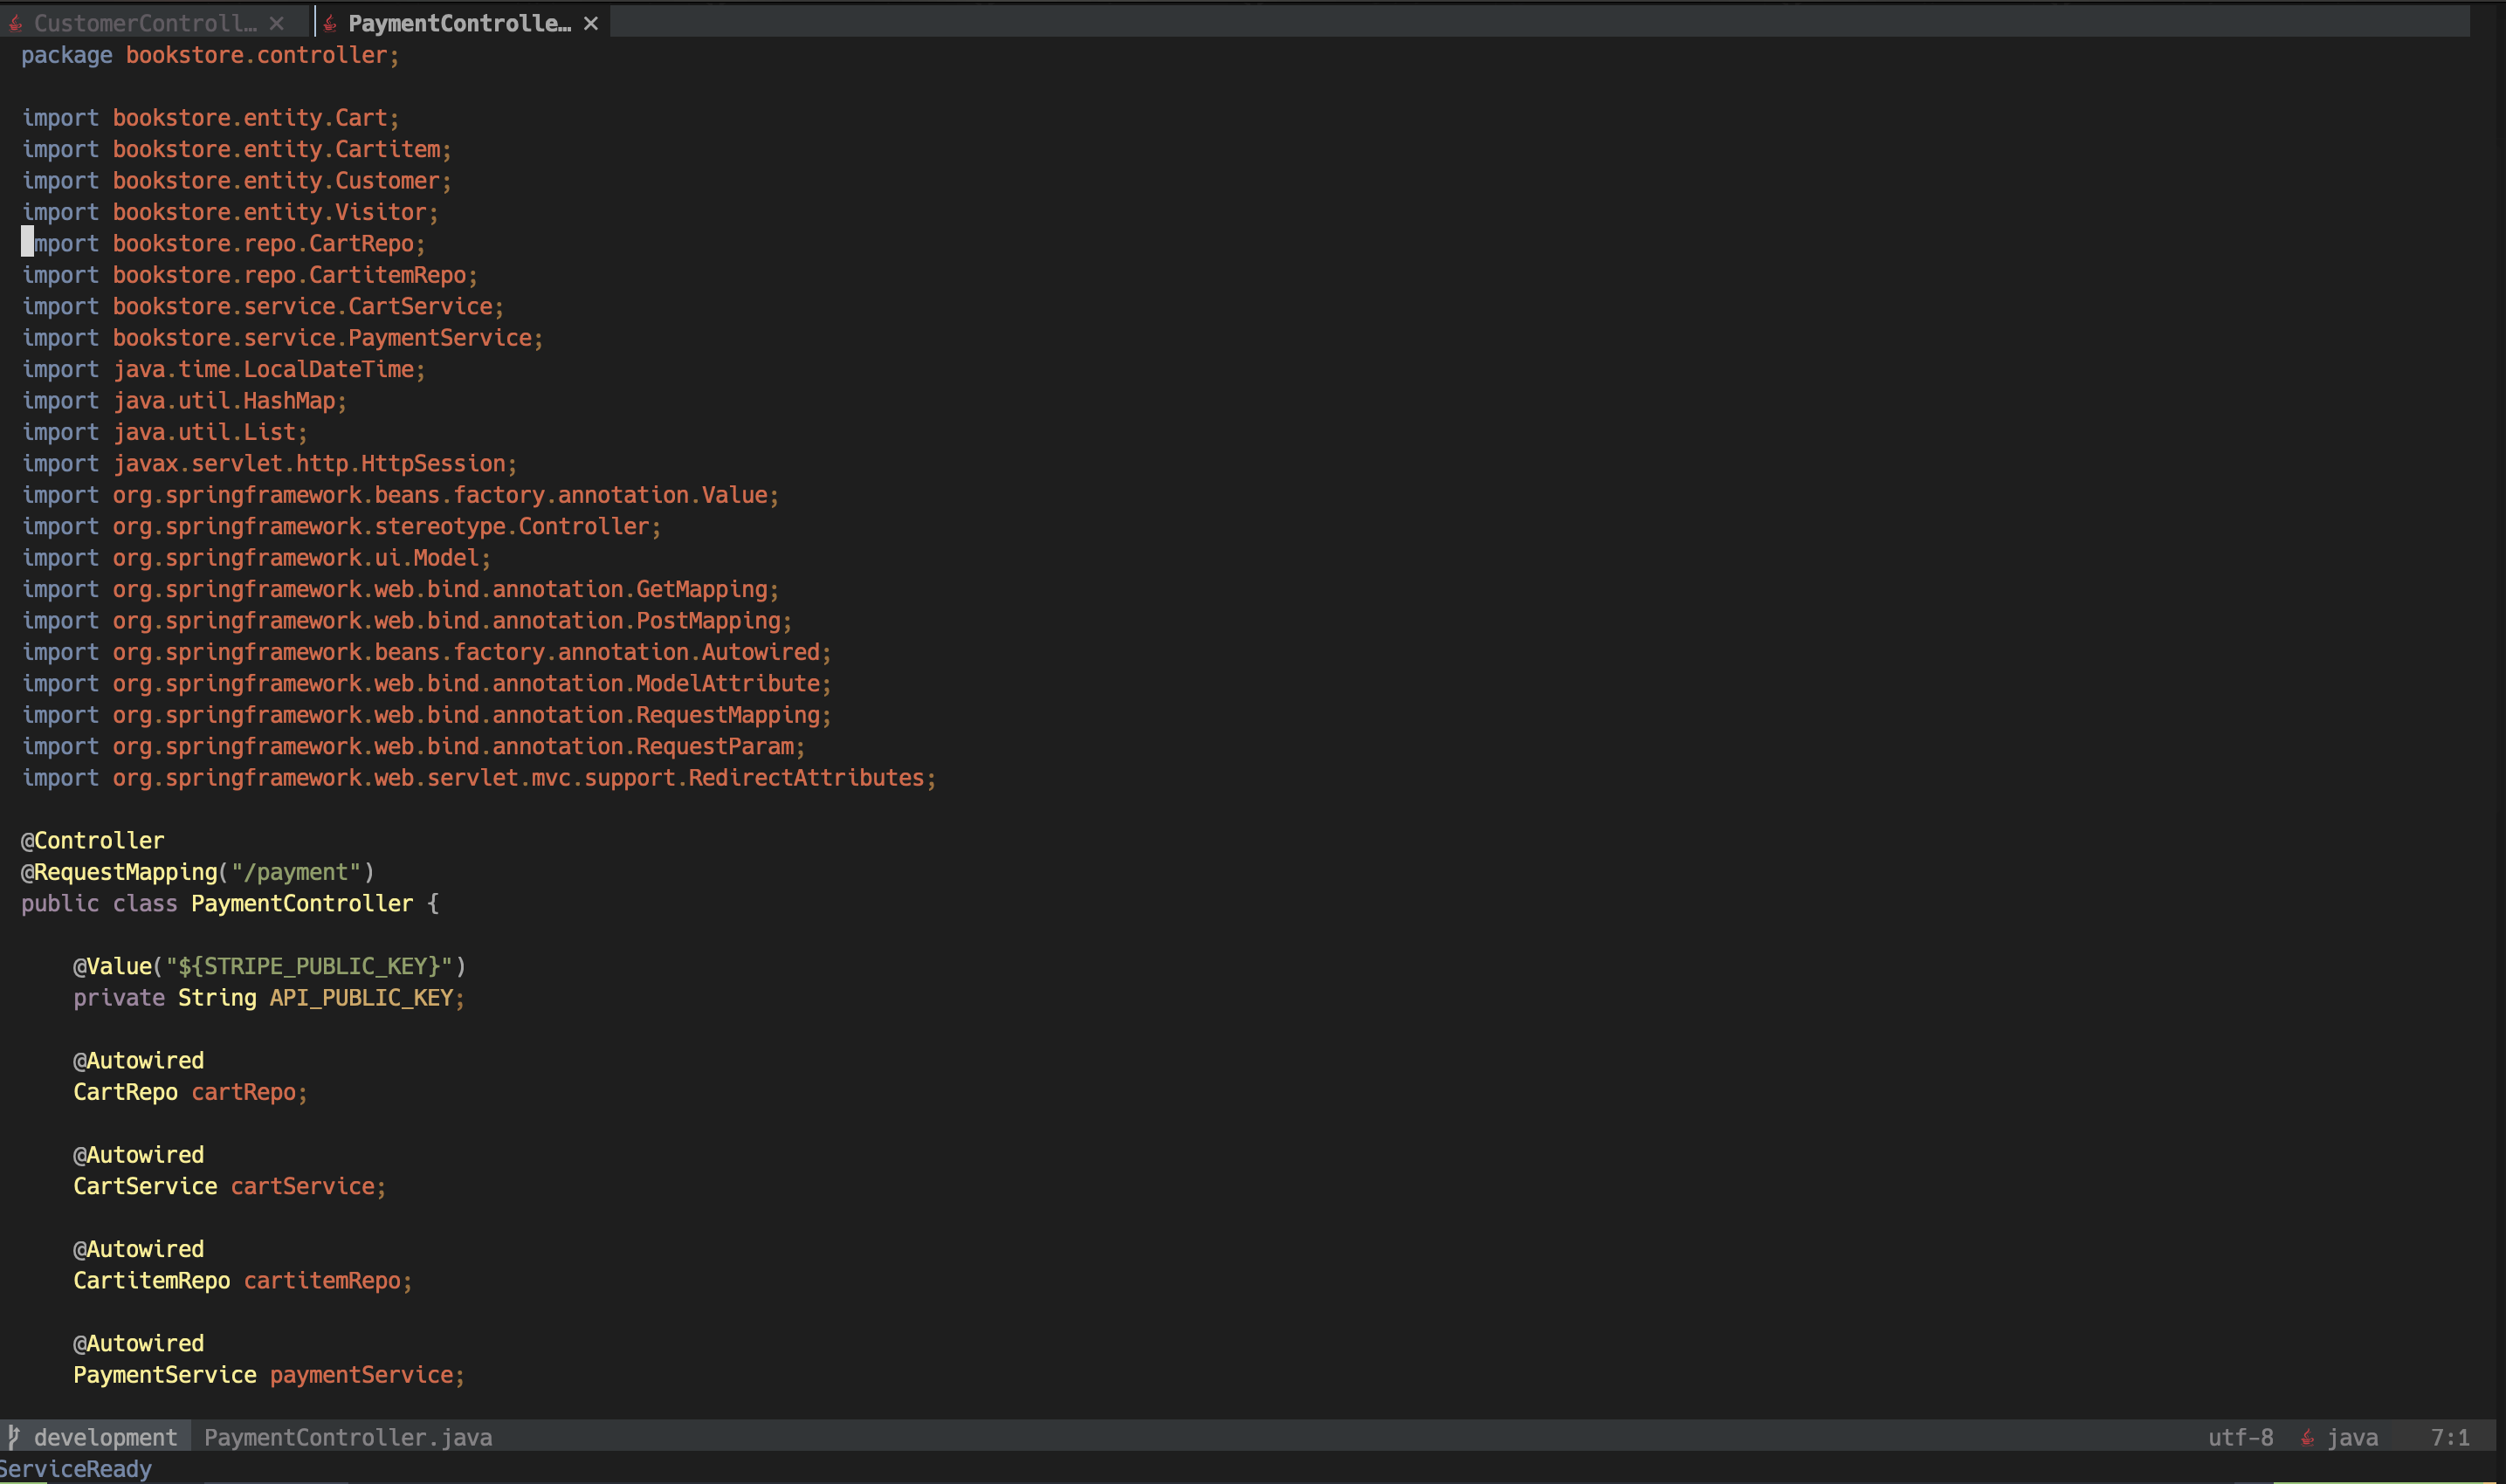 CustomerControll… ✕ PaymentControlle… ✕
package bookstore.controller;

import bookstore.entity.Cart;
import bookstore.entity.Cartitem;
import bookstore.entity.Customer;
import bookstore.entity.Visitor;
mport bookstore.repo.CartRepo;
import bookstore.repo.CartitemRepo;
import bookstore.service.CartService;
import bookstore.service.PaymentService;
import java.time.LocalDateTime;
import java.util.HashMap;
import java.util.List;
import javax.servlet.http.HttpSession;
import org.springframework.beans.factory.annotation.Value;
import org.springframework.stereotype.Controller;
import org.springframework.ui.Model;
import org.springframework.web.bind.annotation.GetMapping;
import org.springframework.web.bind.annotation.PostMapping;
import org.springframework.beans.factory.annotation.Autowired;
import org.springframework.web.bind.annotation.ModelAttribute;
import org.springframework.web.bind.annotation.RequestMapping;
import org.springframework.web.bind.annotation.RequestParam;
import org.springframework.web.servlet.mvc.support.RedirectAttributes;

@Controller
@RequestMapping("/payment")
public class PaymentController {

    @Value("${STRIPE_PUBLIC_KEY}")
    private String API_PUBLIC_KEY;

    @Autowired
    CartRepo cartRepo;

    @Autowired
    CartService cartService;

    @Autowired
    CartitemRepo cartitemRepo;

    @Autowired
    PaymentService paymentService;

development PaymentController.java utf-8 java 7:1
ServiceReady